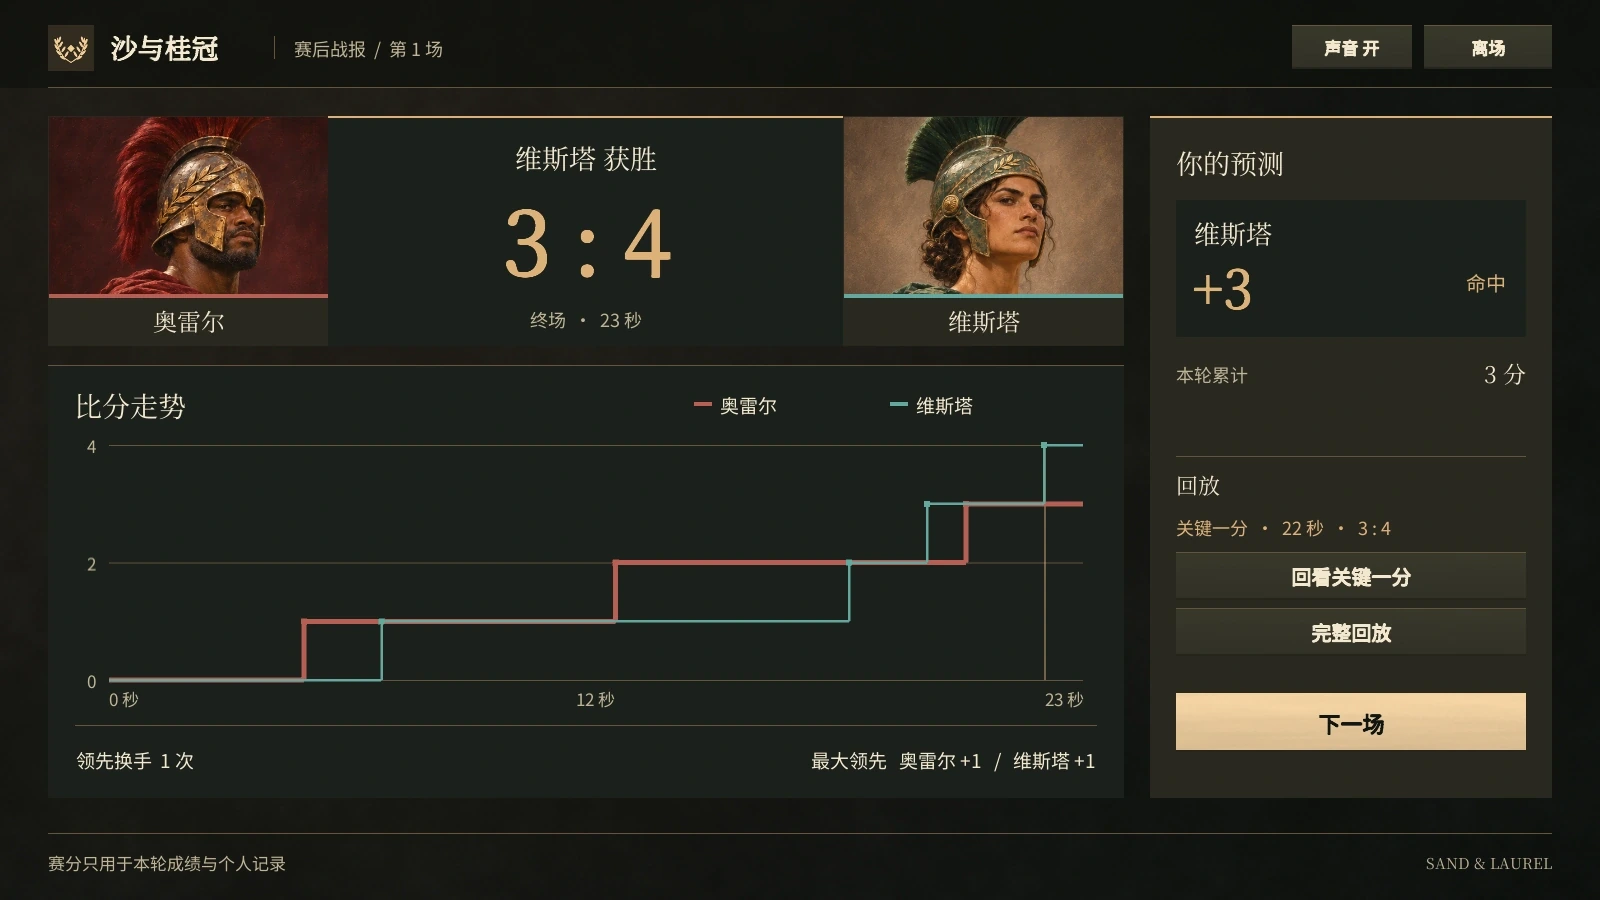 沙与桂冠
赛后战报 / 第 1 场
声音 开
离场
维斯塔 获胜
3 : 4
终场 · 23 秒
奥雷尔
维斯塔
你的预测
维斯塔
+3
命中
本轮累计
3 分
比分走势
奥雷尔
维斯塔
4
2
0
0 秒
12 秒
23 秒
领先换手 1 次
最大领先 奥雷尔 +1 / 维斯塔 +1
回放
关键一分 · 22 秒 · 3 : 4
回看关键一分
完整回放
下一场
赛分只用于本轮成绩与个人记录
SAND & LAUREL